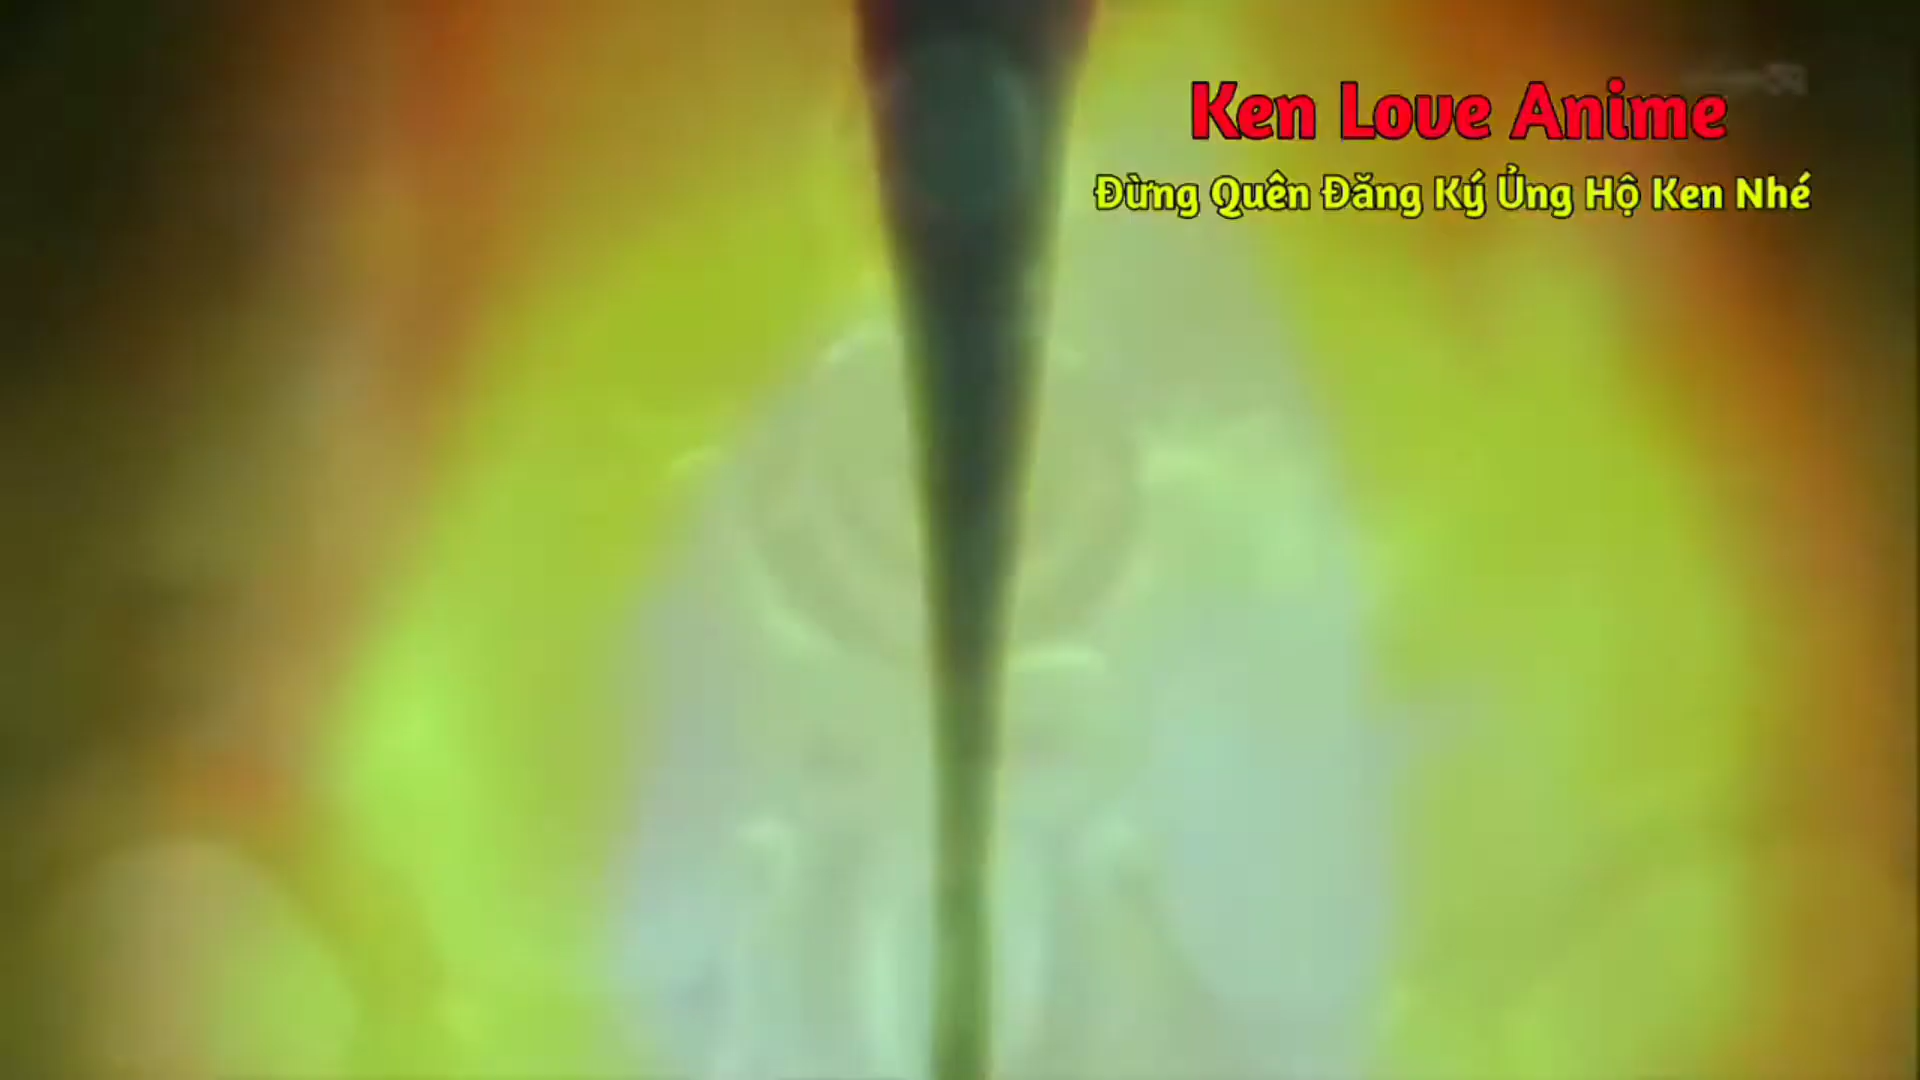 Ken Love Anime
Đừng Quên Đăng Ký Ủng Hộ Ken Nhé